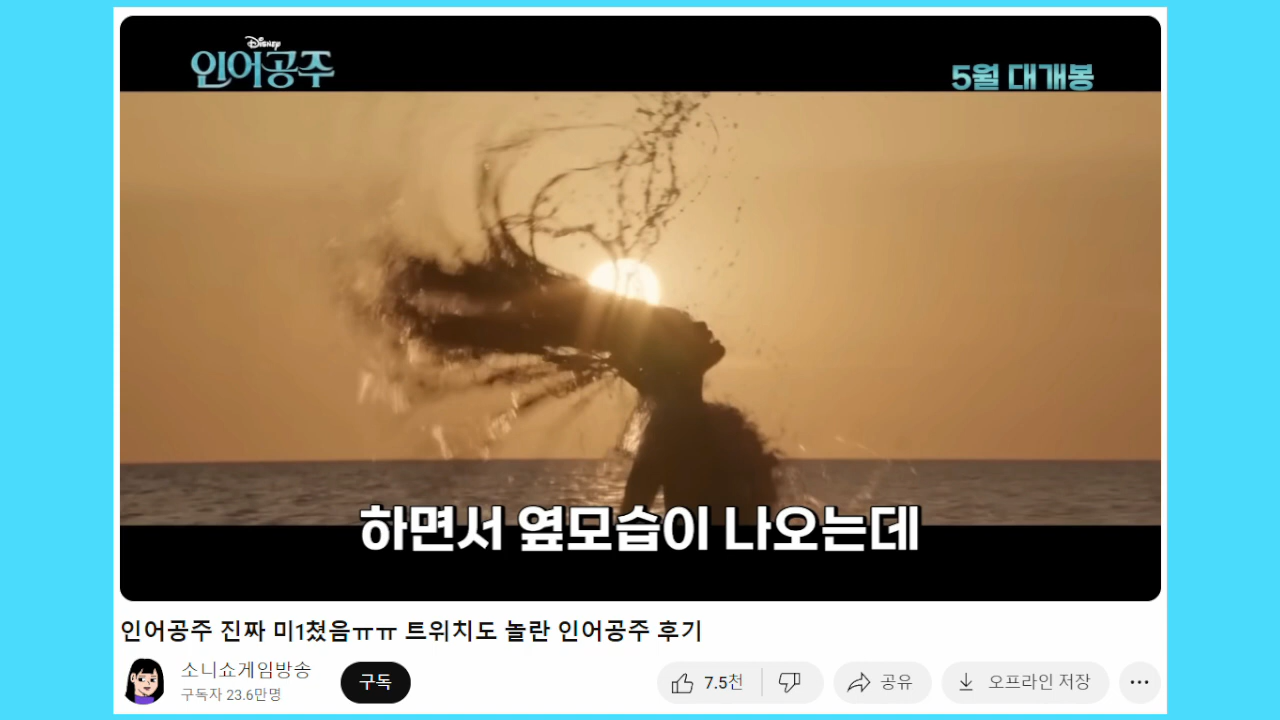 Disney
인어공주
5월 대개봉
하면서 옆모습이 나오는데
인어공주 진짜 미1쳤음ㅠㅠ 트위치도 놀란 인어공주 후기
소니쇼게임방송
구독자 23.6만명
구독
7.5천
공유
오프라인 저장